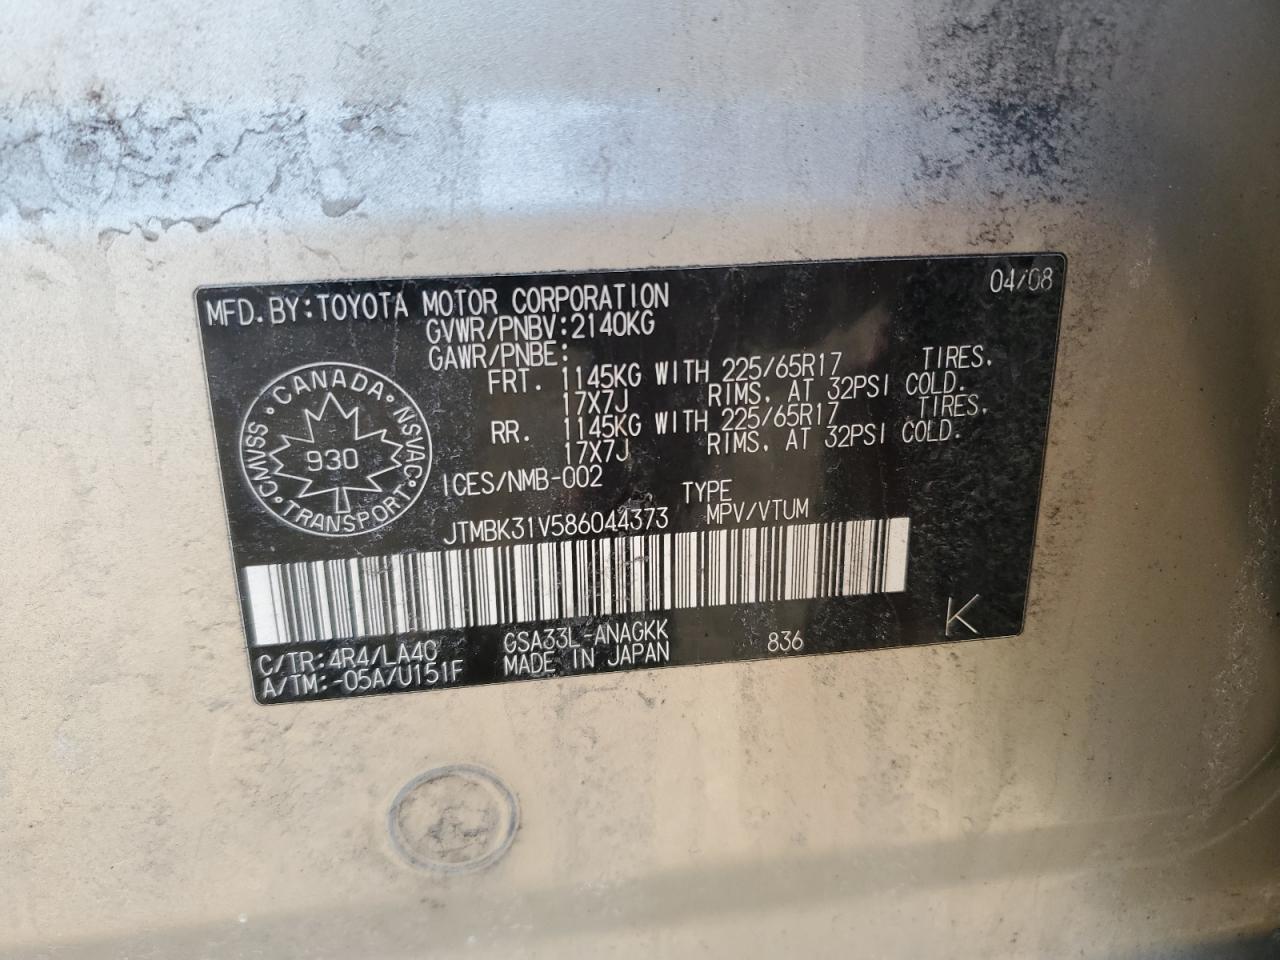 MFD. BY: TOYOTA MOTOR CORPORATION 04/08
GVWR/PNBV: 2140KG
GAWR/PNBE:
FRT. 1145KG WITH 225/65R17 TIRES.
17X7J RIMS. AT 32PSI COLD.
RR. 1145KG WITH 225/65R17 TIRES.
17X7J RIMS. AT 32PSI COLD.
CANADA
CMVSS 930 NSVAC
TRANSPORT
ICES/NMB-002
TYPE
JTMBK31V586044373 MPV/VTUM
C/TR: 4R4/LA40 GSA33L-ANAGKK 836 K
A/TM: -05A/U151F MADE IN JAPAN